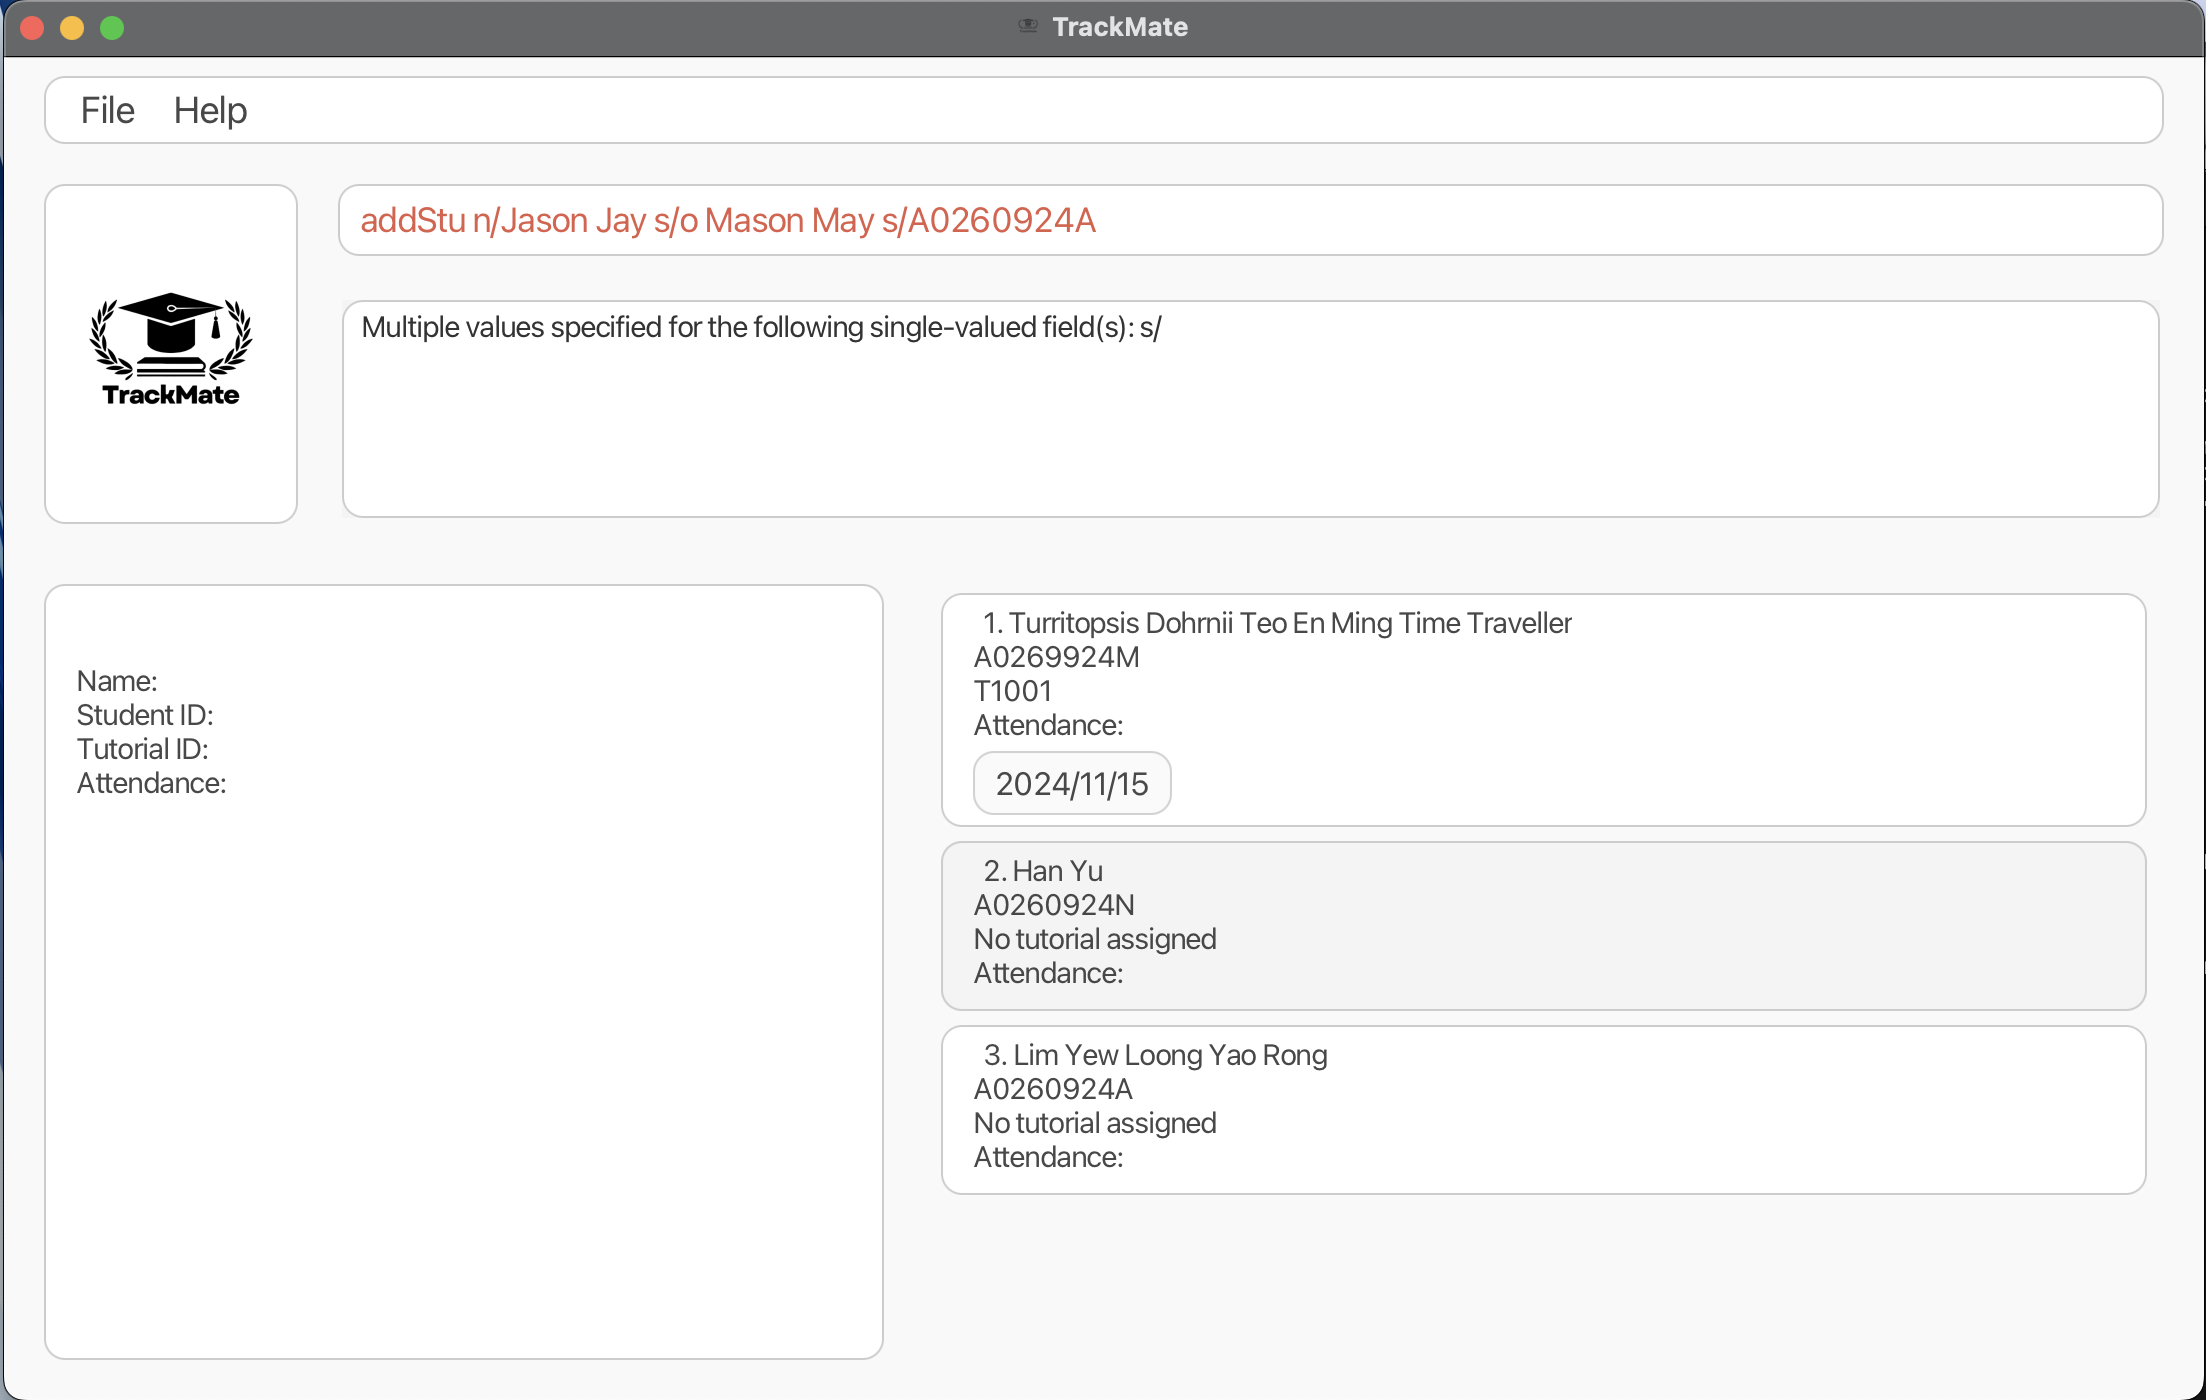 TrackMate
File Help
addStu n/Jason Jay s/o Mason May s/A0260924A
TrackMate
Multiple values specified for the following single-valued field(s): s/
Name:
Student ID:
Tutorial ID:
Attendance:
1. Turritopsis Dohrnii Teo En Ming Time Traveller
A0269924M
T1001
Attendance:
2024/11/15
2. Han Yu
A0260924N
No tutorial assigned
Attendance:
3. Lim Yew Loong Yao Rong
A0260924A
No tutorial assigned
Attendance: